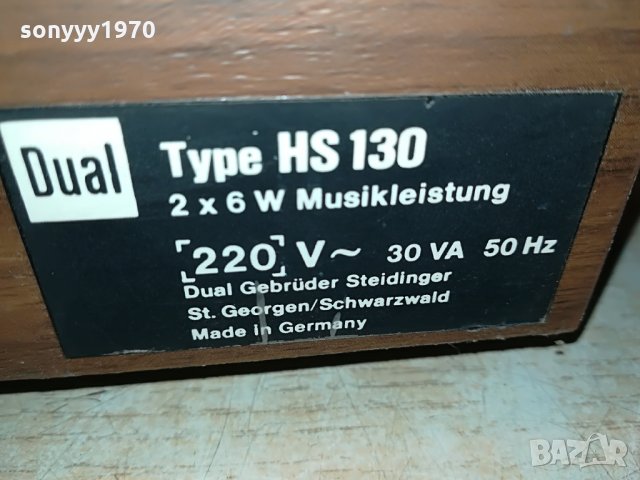 sonyyy1970
Dual
Type HS 130
2 x 6 W Musikleistung
220 V ~ 30 VA 50 Hz
Dual Gebrüder Steidinger
St. Georgen/Schwarzwald
Made in Germany
BAZAR